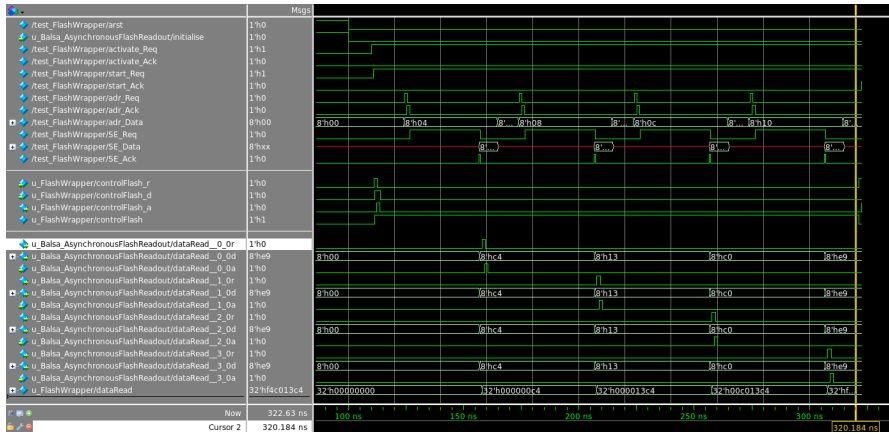 Msgs
/test_FlashWrapper/arst 1'h0
u_Balsa_AsynchronousFlashReadout/initialise 1'h0
/test_FlashWrapper/activate_Req 1'h1
/test_FlashWrapper/activate_Ack 1'h0
/test_FlashWrapper/start_Req 1'h1
/test_FlashWrapper/start_Ack 1'h0
/test_FlashWrapper/adr_Req 1'h0
/test_FlashWrapper/adr_Ack 1'h0
/test_FlashWrapper/adr_Data 8'h00 8'h00 8'h04 8'... 8'h08 8'... 8'h0c 8'... 8'h10 8'...
/test_FlashWrapper/SE_Req 1'h0
/test_FlashWrapper/SE_Data 8'hxx 8'... 8'... 8'... 8'...
/test_FlashWrapper/SE_Ack 1'h0
u_FlashWrapper/controlFlash_r 1'h0
u_FlashWrapper/controlFlash_d 1'h0
u_FlashWrapper/controlFlash_a 1'h0
u_FlashWrapper/controlFlash 1'h1
u_Balsa_AsynchronousFlashReadout/dataRead__0_0r 1'h0
u_Balsa_AsynchronousFlashReadout/dataRead__0_0d 8'he9 8'h00 8'hc4 8'h13 8'hc0 8'he9
u_Balsa_AsynchronousFlashReadout/dataRead__0_0a 1'h0
u_Balsa_AsynchronousFlashReadout/dataRead__1_0r 1'h0
u_Balsa_AsynchronousFlashReadout/dataRead__1_0d 8'he9 8'h00 8'hc4 8'h13 8'hc0 8'he9
u_Balsa_AsynchronousFlashReadout/dataRead__1_0a 1'h0
u_Balsa_AsynchronousFlashReadout/dataRead__2_0r 1'h0
u_Balsa_AsynchronousFlashReadout/dataRead__2_0d 8'he9 8'h00 8'hc4 8'h13 8'hc0 8'he9
u_Balsa_AsynchronousFlashReadout/dataRead__2_0a 1'h0
u_Balsa_AsynchronousFlashReadout/dataRead__3_0r 1'h0
u_Balsa_AsynchronousFlashReadout/dataRead__3_0d 8'he9 8'h00 8'hc4 8'h13 8'hc0 8'he9
u_Balsa_AsynchronousFlashReadout/dataRead__3_0a 1'h0
u_FlashWrapper/dataRead 32'hf4c013c4 32'h00000000 32'h000000c4 32'h000013c4 32'h00c013c4 32'hf...
Now 322.63 ns 100 ns 150 ns 200 ns 250 ns 300 ns
Cursor 2 320.184 ns 320.184 ns